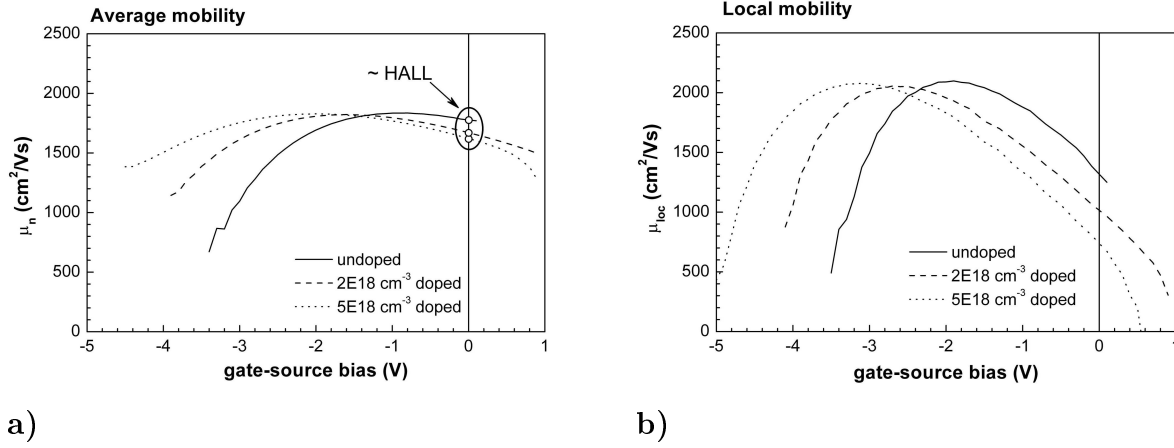 Average mobility
2500
2000
1500
1000
500
0
μn (cm²/Vs)
~ HALL
undoped
2E18 cm⁻³ doped
5E18 cm⁻³ doped
-5 -4 -3 -2 -1 0 1
gate-source bias (V)
a)
Local mobility
2500
2000
1500
1000
500
0
μloc (cm²/Vs)
undoped
2E18 cm⁻³ doped
5E18 cm⁻³ doped
-5 -4 -3 -2 -1 0 1
gate-source bias (V)
b)